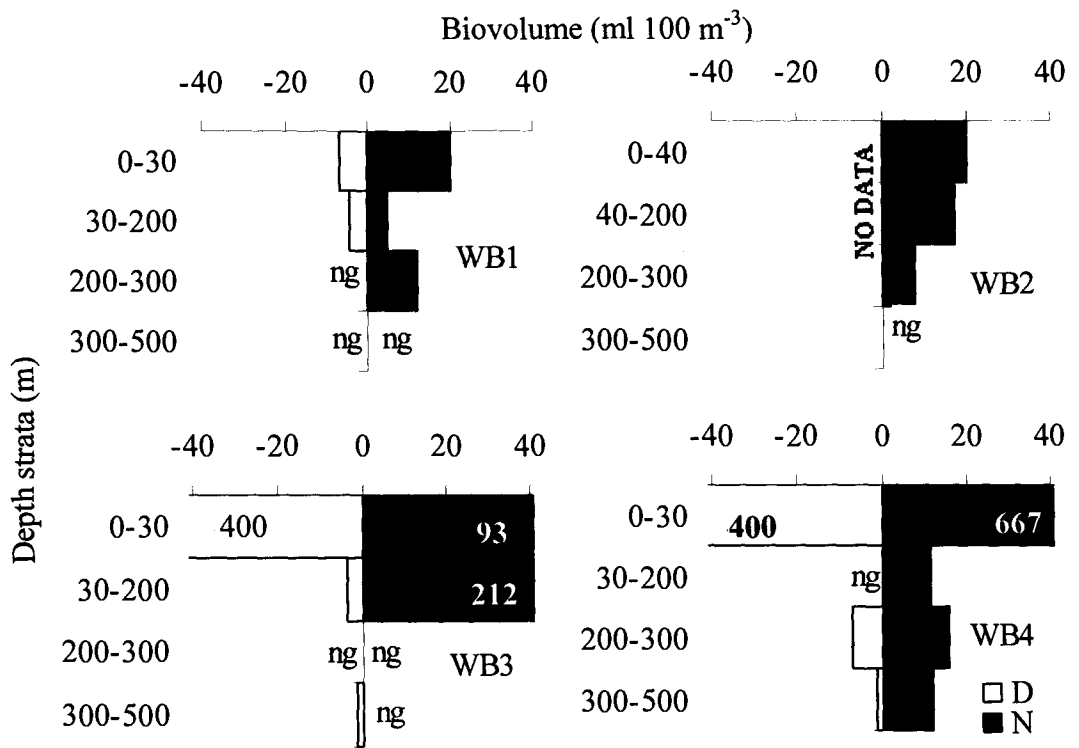 Biovolume (ml 100 m⁻³)
-40 -20 0 20 40
0-30
30-200
200-300 ng
300-500 ng ng
WB1
-40 -20 0 20 40
0-40
40-200
200-300
300-500 ng
NO DATA
WB2
Depth strata (m)
-40 -20 0 20 40
0-30 400 93
30-200 212
200-300 ng ng
300-500 ng
WB3
-40 -20 0 20 40
0-30 400 667
30-200 ng
200-300
300-500
WB4
D
N